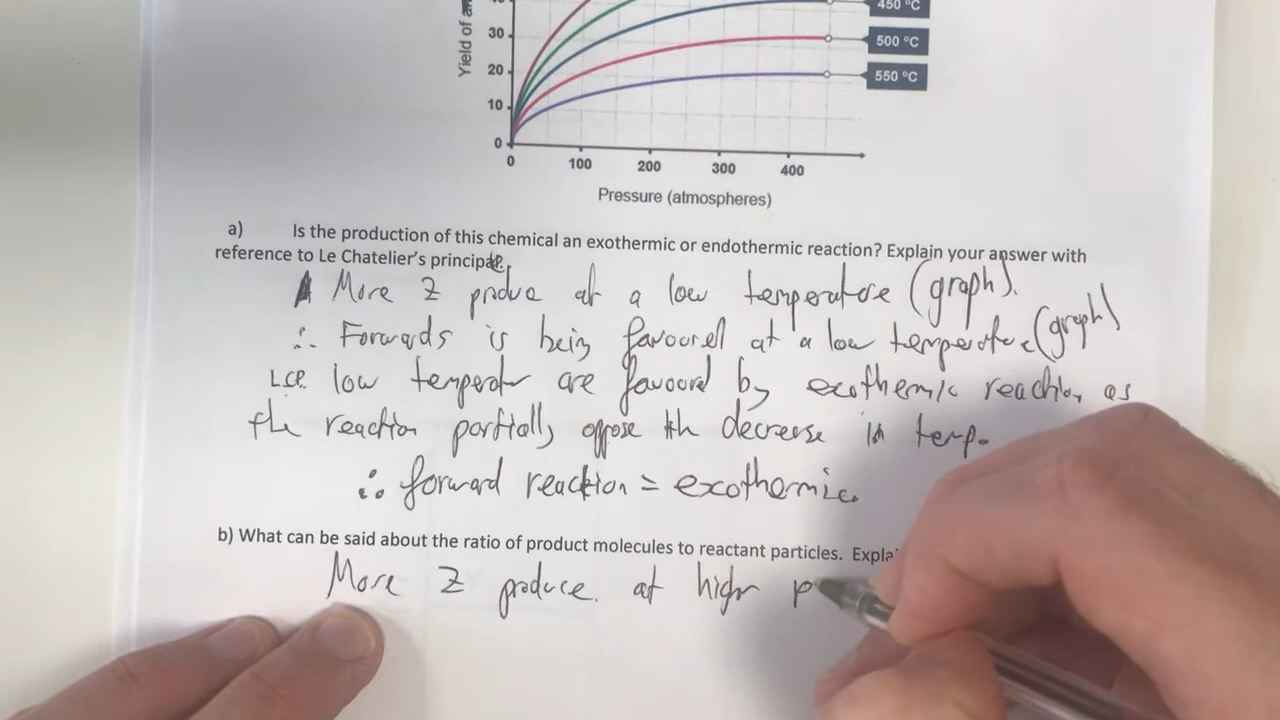 450 °C
30
500 °C
Yield of
20
550 °C
10
0
0 100 200 300 400
Pressure (atmospheres)
a) Is the production of this chemical an exothermic or endothermic reaction? Explain your answer with
reference to Le Chatelier's principle.
More Z produce at a low temperature (graph).
∴ Forwards is being favoured at a low temperature (graph)
LCP. low temperatr are favoured by exothermic reaction as
the reaction partially oppose the decrease in temp.
∴ forward reaction = exothermic.
b) What can be said about the ratio of product molecules to reactant particles. Expla
More Z produce. at high p